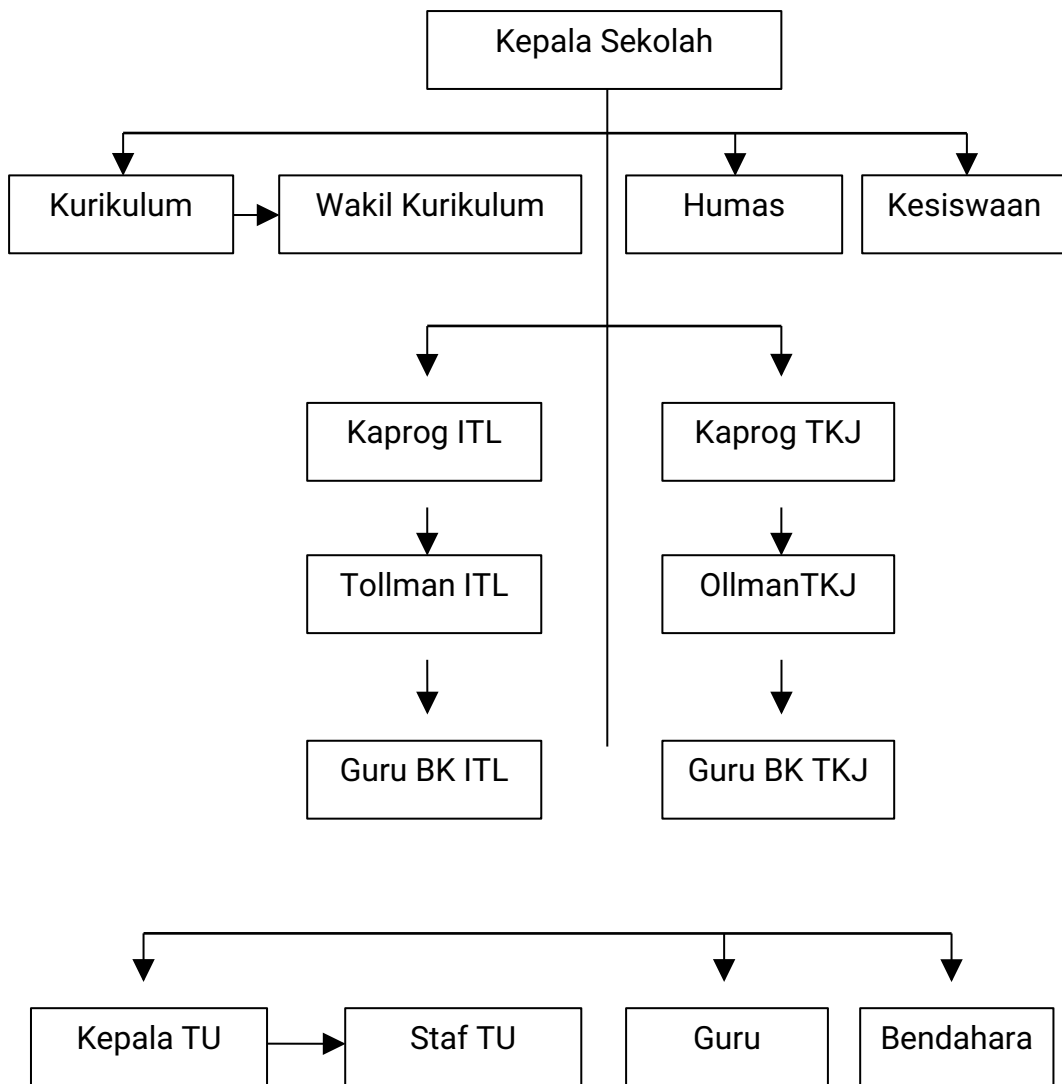 Kepala Sekolah
Kurikulum
Wakil Kurikulum
Humas
Kesiswaan
Kaprog ITL
Kaprog TKJ
Tollman ITL
OllmanTKJ
Guru BK ITL
Guru BK TKJ
Kepala TU
Staf TU
Guru
Bendahara